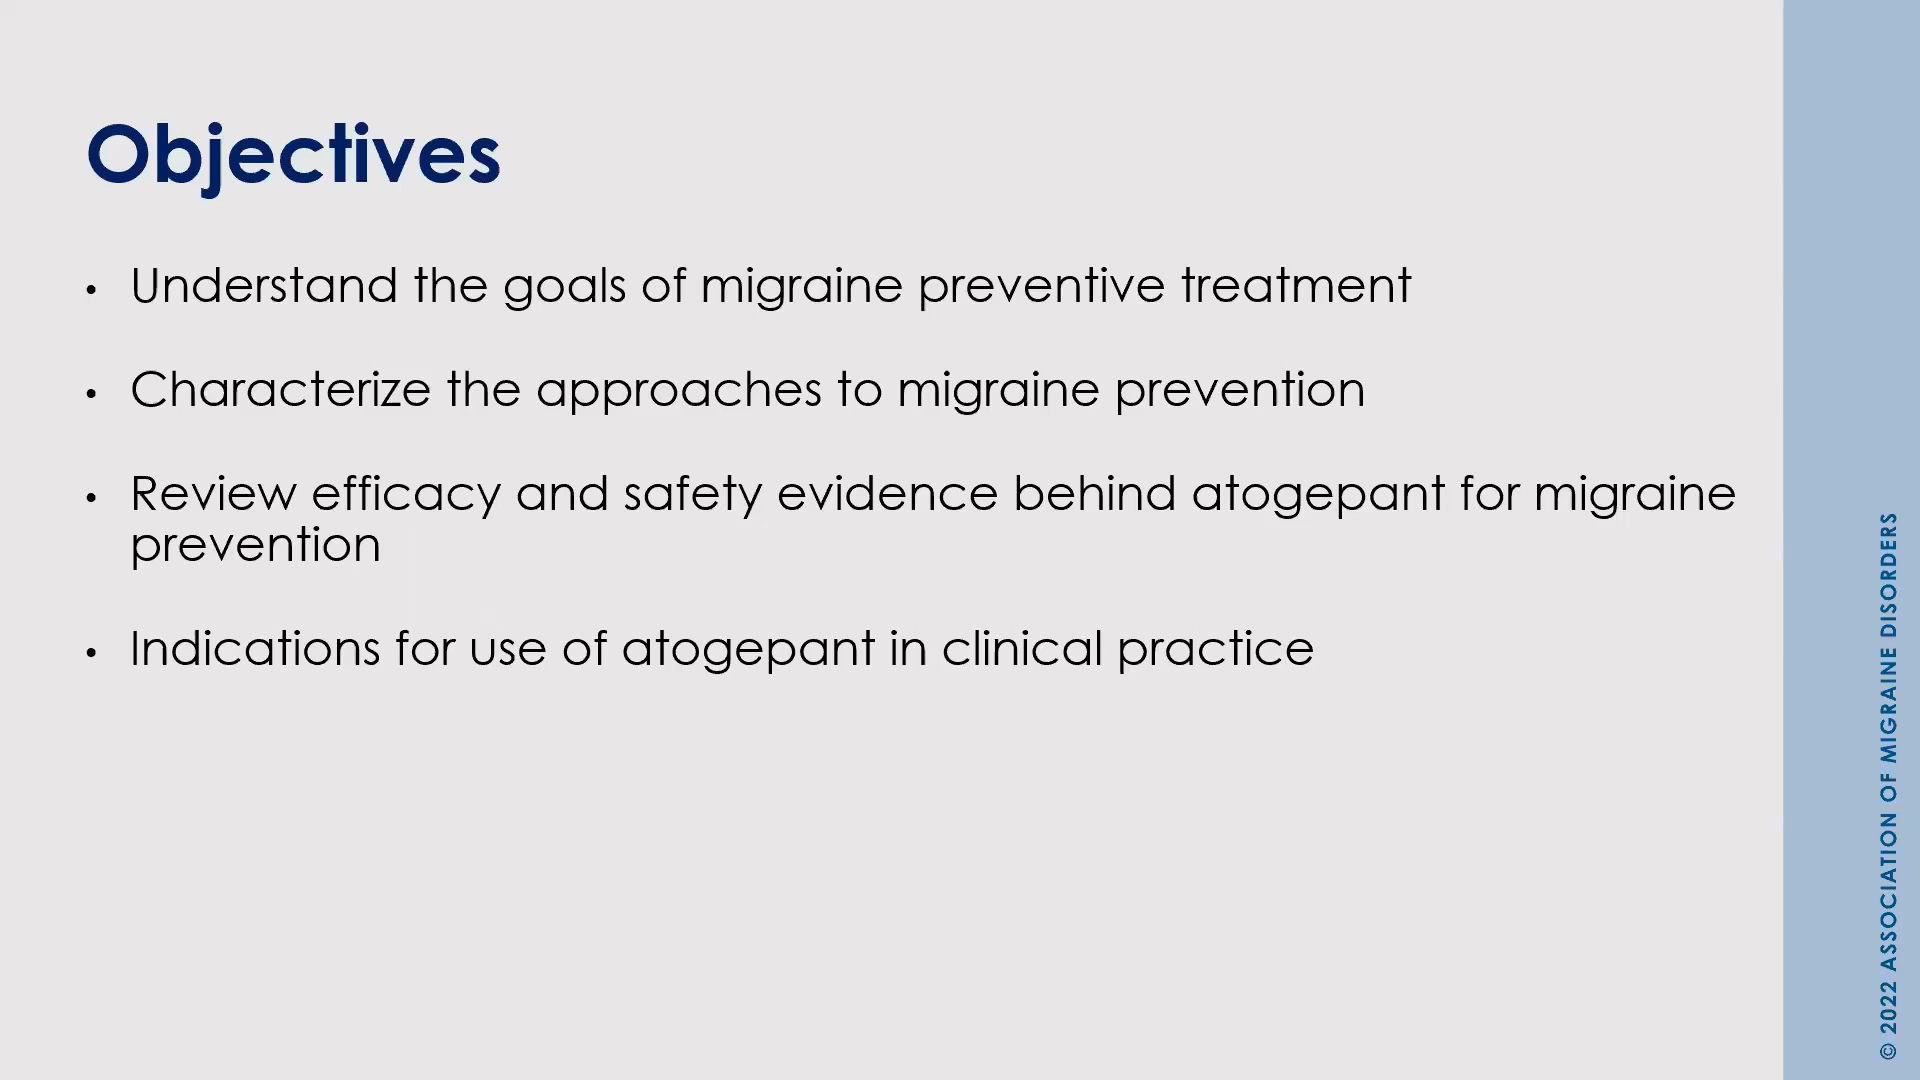 Objectives
• Understand the goals of migraine preventive treatment
• Characterize the approaches to migraine prevention
• Review efficacy and safety evidence behind atogepant for migraine
prevention
• Indications for use of atogepant in clinical practice
© 2022 ASSOCIATION OF MIGRAINE DISORDERS